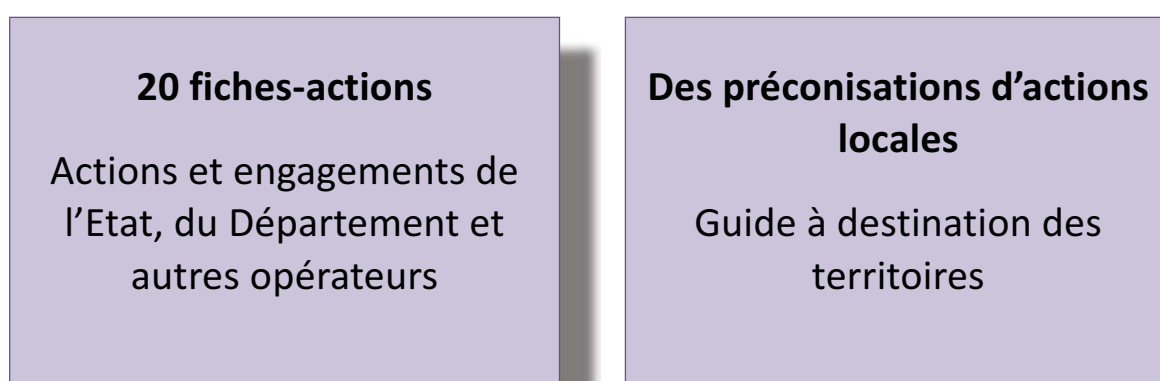 20 fiches-actions
Actions et engagements de
l’Etat, du Département et
autres opérateurs
Des préconisations d’actions
locales
Guide à destination des
territoires